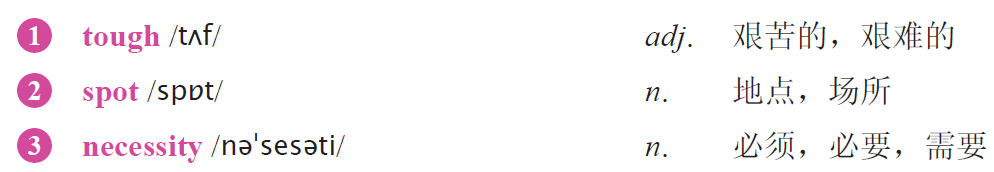 1 tough /tʌf/ adj. 艰苦的，艰难的
2 spot /spɒt/ n. 地点，场所
3 necessity /nəˈsesəti/ n. 必须，必要，需要